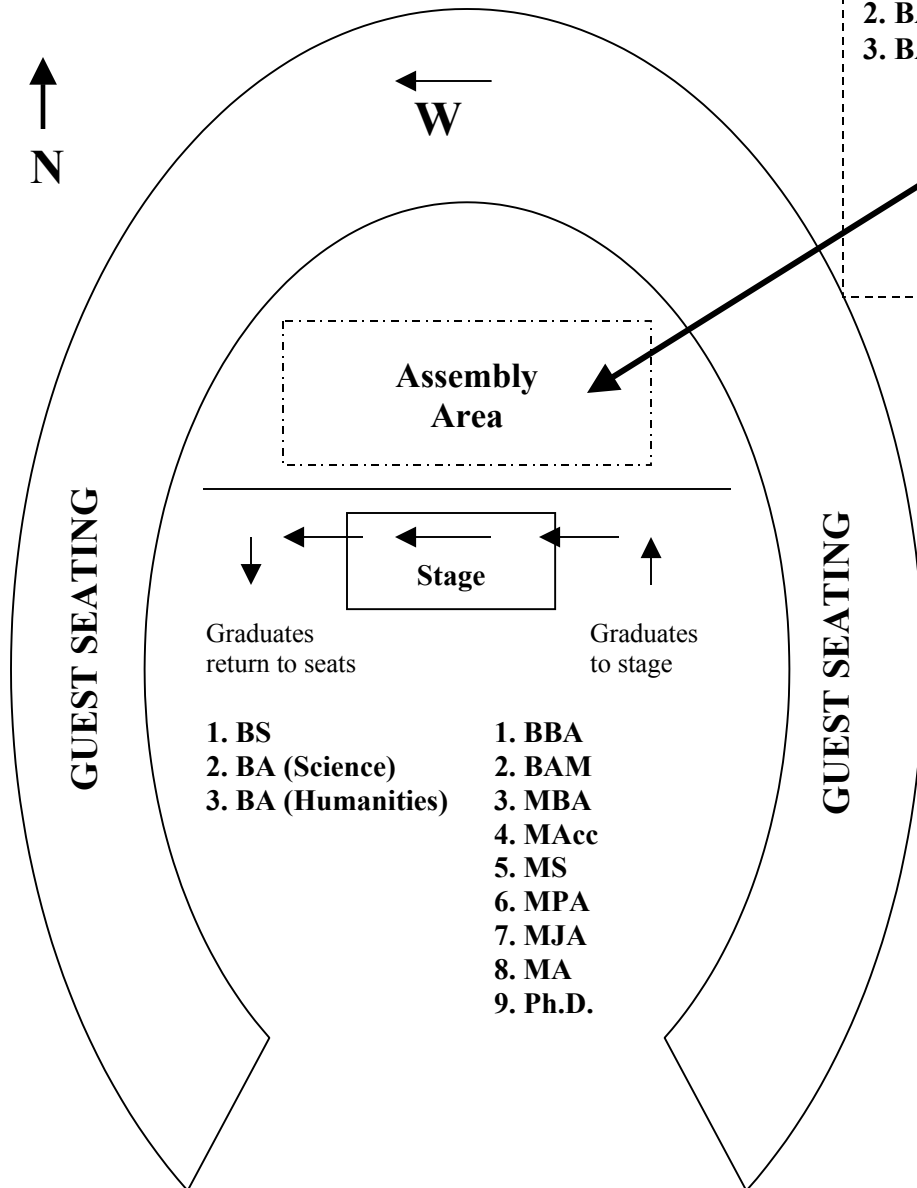 2. BA
3. BA
W
N
Assembly
Area
GUEST SEATING
Stage
GUEST SEATING
Graduates
return to seats
Graduates
to stage
1. BS
2. BA (Science)
3. BA (Humanities)
1. BBA
2. BAM
3. MBA
4. MAcc
5. MS
6. MPA
7. MJA
8. MA
9. Ph.D.